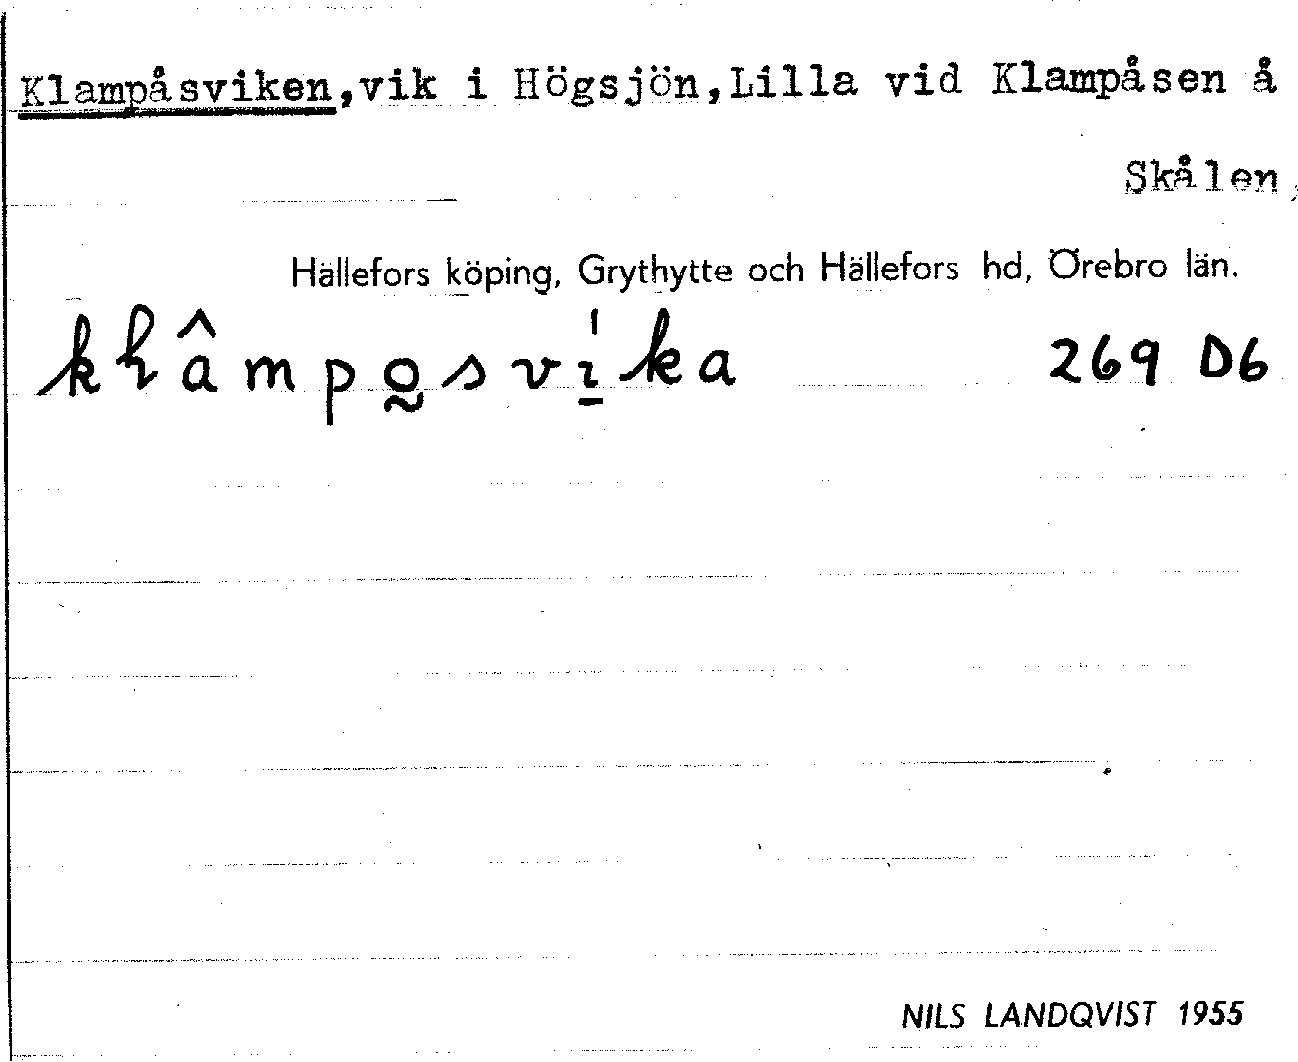 Klampåsviken,vik i Högsjön,Lilla vid Klampåsen å
Skålen,
Hällefors köping, Grythytte och Hällefors hd, Örebro län.
269 D6
NILS LANDQVIST 1955